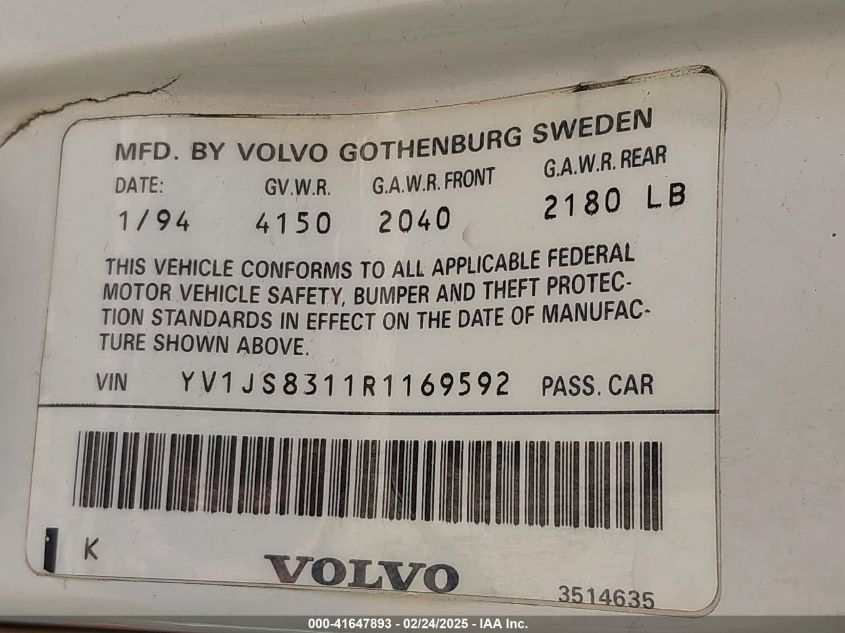 MFD. BY VOLVO GOTHENBURG SWEDEN
DATE: GV.W.R. G.A.W.R. FRONT G.A.W.R. REAR
1/94 4150 2040 2180 LB
THIS VEHICLE CONFORMS TO ALL APPLICABLE FEDERAL
MOTOR VEHICLE SAFETY, BUMPER AND THEFT PROTEC-
TION STANDARDS IN EFFECT ON THE DATE OF MANUFAC-
TURE SHOWN ABOVE.
VIN YV1JS8311R1169592 PASS. CAR
K
VOLVO
3514635
000-41647893 - 02/24/2025 - IAA Inc.